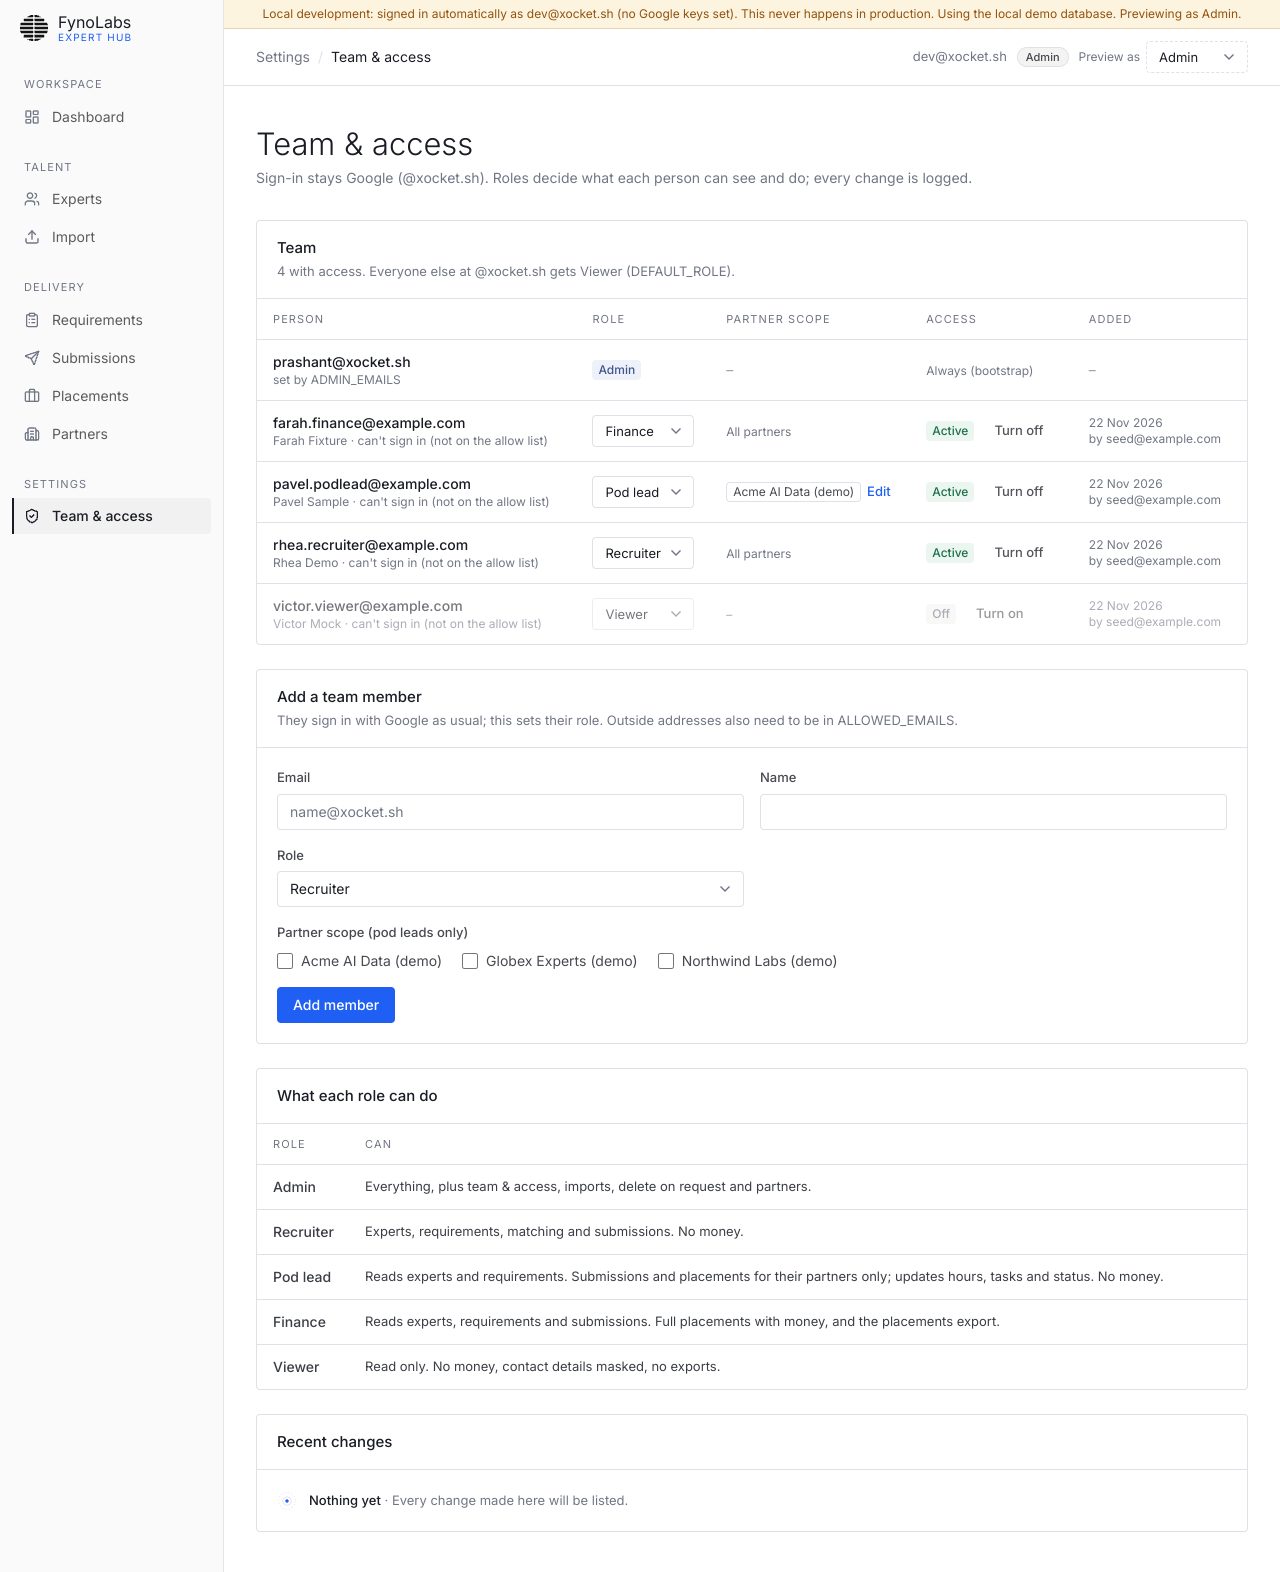 FynoLabs
EXPERT HUB
WORKSPACE
Dashboard
TALENT
Experts
Import
DELIVERY
Requirements
Submissions
Placements
Partners
SETTINGS
Team & access
Local development: signed in automatically as dev@xocket.sh (no Google keys set). This never happens in production. Using the local demo database. Previewing as Admin.
Settings / Team & access
dev@xocket.sh Admin Preview as Admin
Team & access
Sign-in stays Google (@xocket.sh). Roles decide what each person can see and do; every change is logged.
Team
4 with access. Everyone else at @xocket.sh gets Viewer (DEFAULT_ROLE).
PERSON ROLE PARTNER SCOPE ACCESS ADDED
prashant@xocket.sh
set by ADMIN_EMAILS
Admin – Always (bootstrap) –
farah.finance@example.com
Farah Fixture · can't sign in (not on the allow list)
Finance All partners Active Turn off
22 Nov 2026
by seed@example.com
pavel.podlead@example.com
Pavel Sample · can't sign in (not on the allow list)
Pod lead Acme AI Data (demo) Edit Active Turn off
22 Nov 2026
by seed@example.com
rhea.recruiter@example.com
Rhea Demo · can't sign in (not on the allow list)
Recruiter All partners Active Turn off
22 Nov 2026
by seed@example.com
victor.viewer@example.com
Victor Mock · can't sign in (not on the allow list)
Viewer – Off Turn on
22 Nov 2026
by seed@example.com
Add a team member
They sign in with Google as usual; this sets their role. Outside addresses also need to be in ALLOWED_EMAILS.
Email Name
name@xocket.sh
Role
Recruiter
Partner scope (pod leads only)
Acme AI Data (demo) Globex Experts (demo) Northwind Labs (demo)
Add member
What each role can do
ROLE CAN
Admin Everything, plus team & access, imports, delete on request and partners.
Recruiter Experts, requirements, matching and submissions. No money.
Pod lead Reads experts and requirements. Submissions and placements for their partners only; updates hours, tasks and status. No money.
Finance Reads experts, requirements and submissions. Full placements with money, and the placements export.
Viewer Read only. No money, contact details masked, no exports.
Recent changes
Nothing yet · Every change made here will be listed.